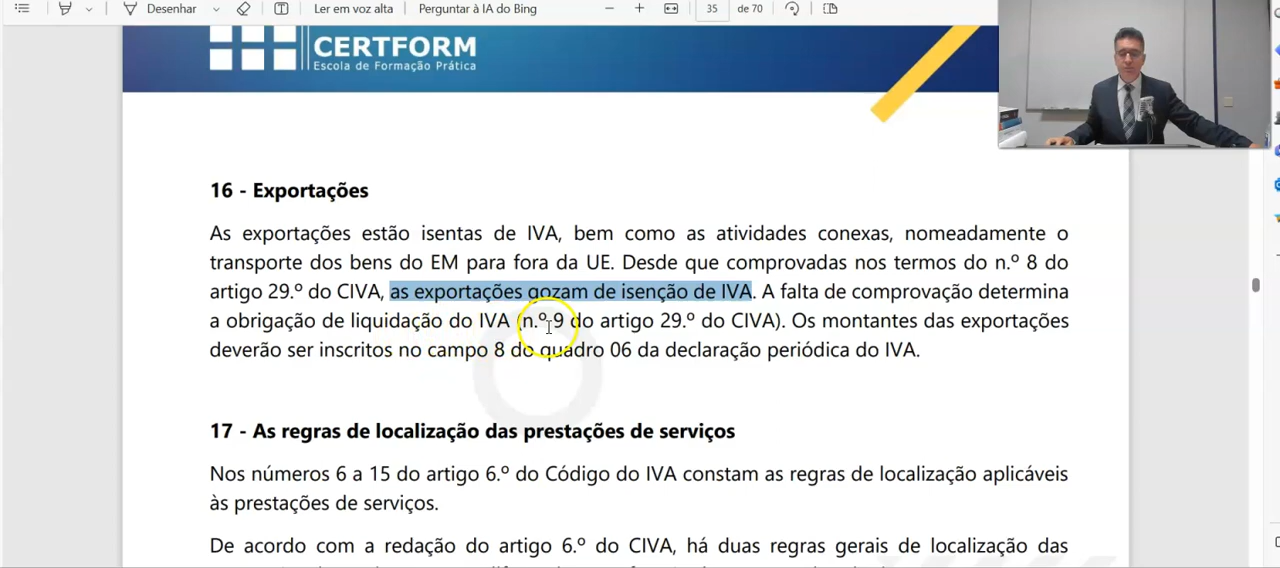 Desenhar
Ler em voz alta
Perguntar à IA do Bing
35
de 70
CERTFORM
Escola de Formação Prática
16 - Exportações
As exportações estão isentas de IVA, bem como as atividades conexas, nomeadamente o
transporte dos bens do EM para fora da UE. Desde que comprovadas nos termos do n.º 8 do
artigo 29.º do CIVA, as exportações gozam de isenção de IVA. A falta de comprovação determina
a obrigação de liquidação do IVA (n.º 9 do artigo 29.º do CIVA). Os montantes das exportações
deverão ser inscritos no campo 8 do quadro 06 da declaração periódica do IVA.
17 - As regras de localização das prestações de serviços
Nos números 6 a 15 do artigo 6.º do Código do IVA constam as regras de localização aplicáveis
às prestações de serviços.
De acordo com a redação do artigo 6.º do CIVA, há duas regras gerais de localização das